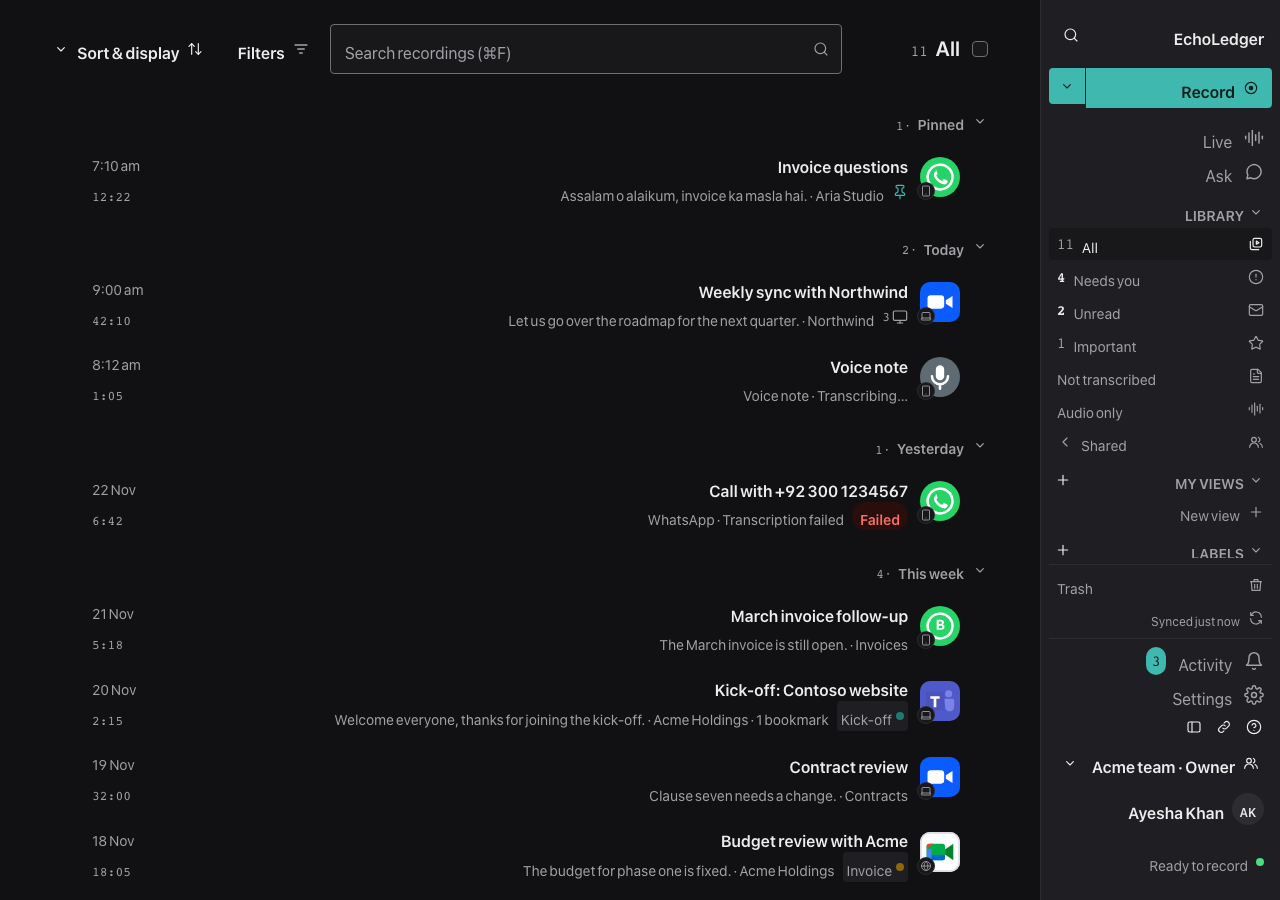 EchoLedger
Record
Live
Ask
LIBRARY
All 11
Needs you 4
Unread 2
Important 1
Not transcribed
Audio only
Shared
MY VIEWS
New view
LABELS
Trash
Synced just now
Activity 3
Settings
Acme team · Owner
AK Ayesha Khan
Ready to record
All 11
Search recordings (⌘F)
Filters
Sort & display
Pinned · 1
Invoice questions
7:10 am
Assalam o alaikum, invoice ka masla hai. · Aria Studio
12:22
Today · 2
Weekly sync with Northwind
9:00 am
3 Let us go over the roadmap for the next quarter. · Northwind
42:10
Voice note
8:12 am
Voice note · Transcribing...
1:05
Yesterday · 1
Call with +92 300 1234567
22 Nov
Failed WhatsApp · Transcription failed
6:42
This week · 4
B
March invoice follow-up
21 Nov
The March invoice is still open. · Invoices
5:18
T
Kick-off: Contoso website
20 Nov
Kick-off Welcome everyone, thanks for joining the kick-off. · Acme Holdings · 1 bookmark
2:15
Contract review
19 Nov
Clause seven needs a change. · Contracts
32:00
Budget review with Acme
18 Nov
Invoice The budget for phase one is fixed. · Acme Holdings
18:05